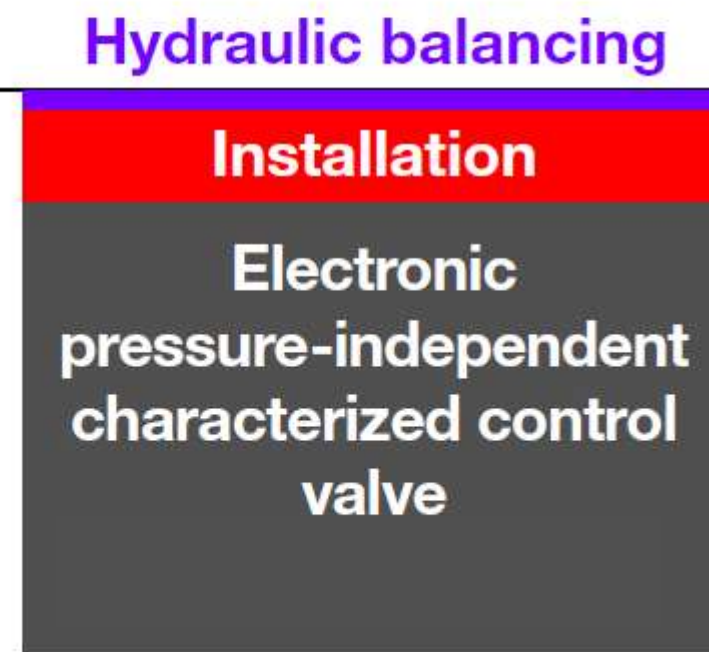 Hydraulic balancing
Installation
Electronic
pressure-independent
characterized control
valve